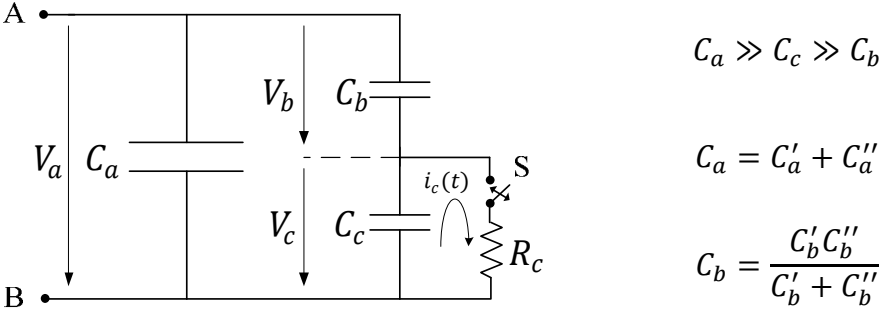 A
V_b
C_b
V_a
C_a
S
i_c(t)
V_c
C_c
R_c
B
C_a ≫ C_c ≫ C_b
C_a = C'_a + C''_a
C_b = C'_b C''_b / C'_b + C''_b